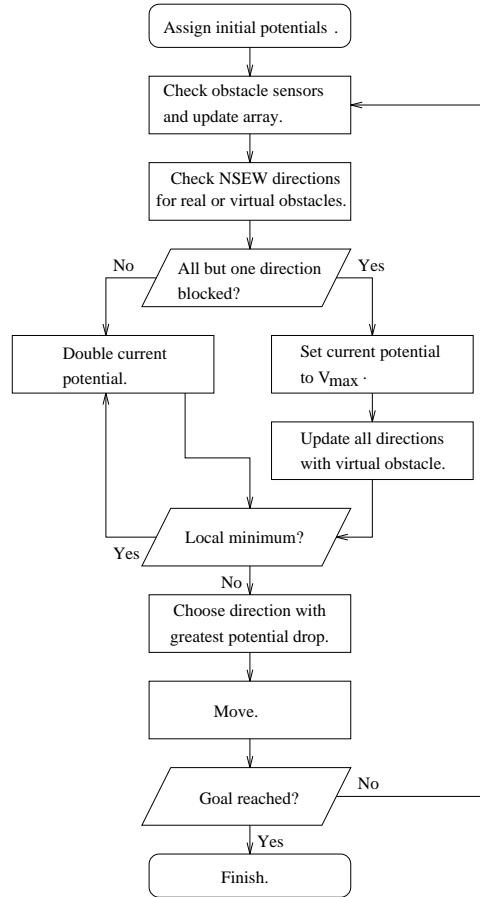 Assign initial potentials .
Check obstacle sensors
and update array.
Check NSEW directions
for real or virtual obstacles.
No
All but one direction
blocked?
Yes
Double current
potential.
Set current potential
to Vmax .
Update all directions
with virtual obstacle.
Local minimum?
Yes
No
Choose direction with
greatest potential drop.
Move.
Goal reached?
No
Yes
Finish.